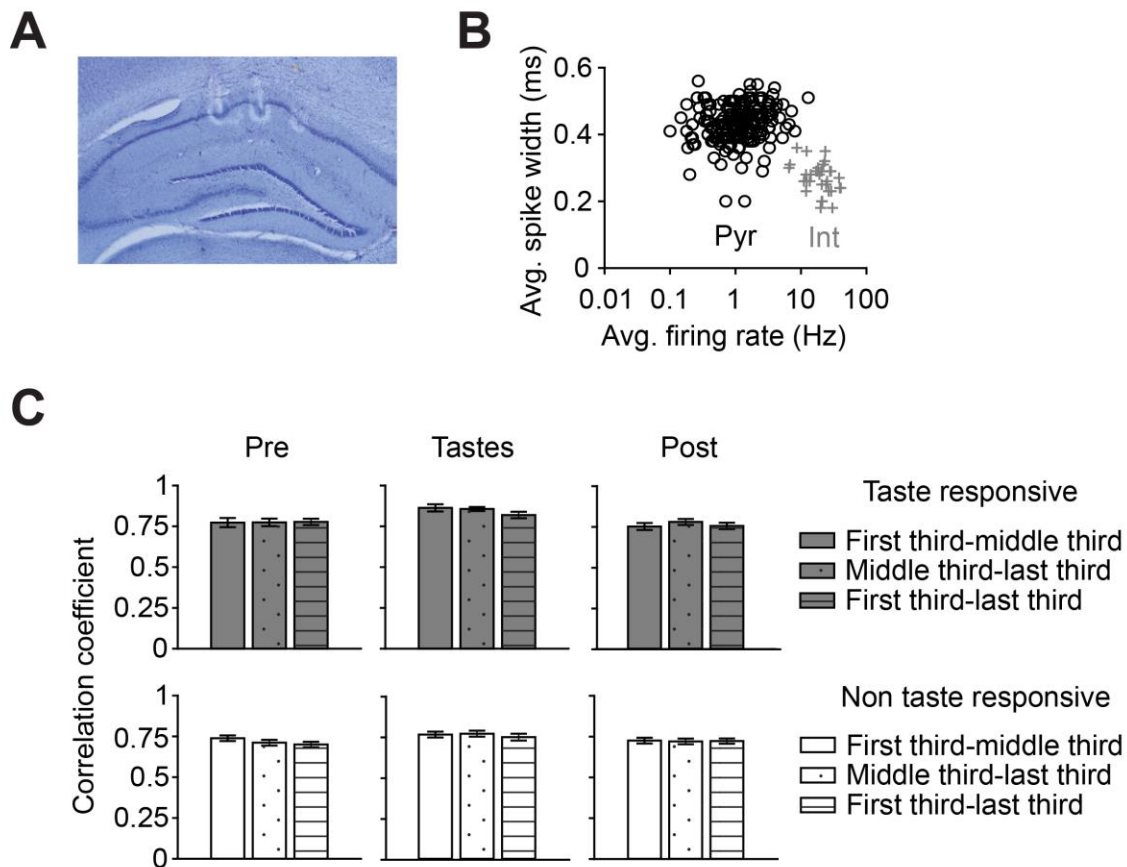 A
B
Avg. spike width (ms)
0.6
0.4
0.2
0
Pyr
Int
0.01
0.1
1
10
100
Avg. firing rate (Hz)
C
Pre
Tastes
Post
Correlation coefficient
1
0.75
0.5
0.25
0
Taste responsive
First third-middle third
Middle third-last third
First third-last third
1
0.75
0.5
0.25
0
Non taste responsive
First third-middle third
Middle third-last third
First third-last third